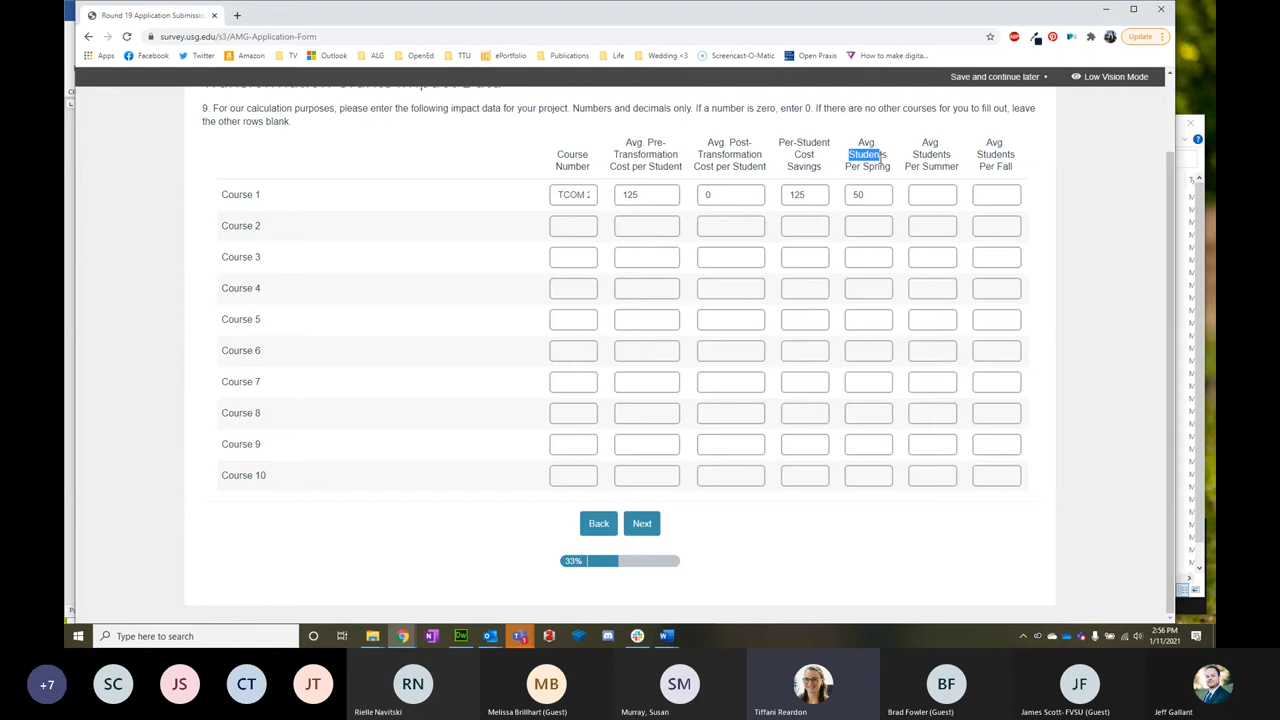 Round 19 Application Submission
survey.usg.edu/s3/AMG-Application-Form
Update
Apps Facebook Twitter Amazon TV Outlook ALG OpenEd TTU ePortfolio Publications Life Wedding <3 Screencast-O-Matic Open Praxis How to make digita...
Save and continue later Low Vision Mode
9. For our calculation purposes, please enter the following impact data for your project. Numbers and decimals only. If a number is zero, enter 0. If there are no other courses for you to fill out, leave
the other rows blank.
Course Number
Avg. Pre-Transformation Cost per Student
Avg. Post-Transformation Cost per Student
Per-Student Cost Savings
Avg. Students Per Spring
Avg. Students Per Summer
Avg. Students Per Fall
Course 1 TCOM 125 0 125 50
Course 2
Course 3
Course 4
Course 5
Course 6
Course 7
Course 8
Course 9
Course 10
Back Next
33%
Type here to search
2:56 PM
1/11/2021
+7 SC JS CT JT RN MB SM BF JF
Rielle Navitski
Melissa Brillhart (Guest)
Murray, Susan
Tiffani Reardon
Brad Fowler (Guest)
James Scott- FVSU (Guest)
Jeff Gallant